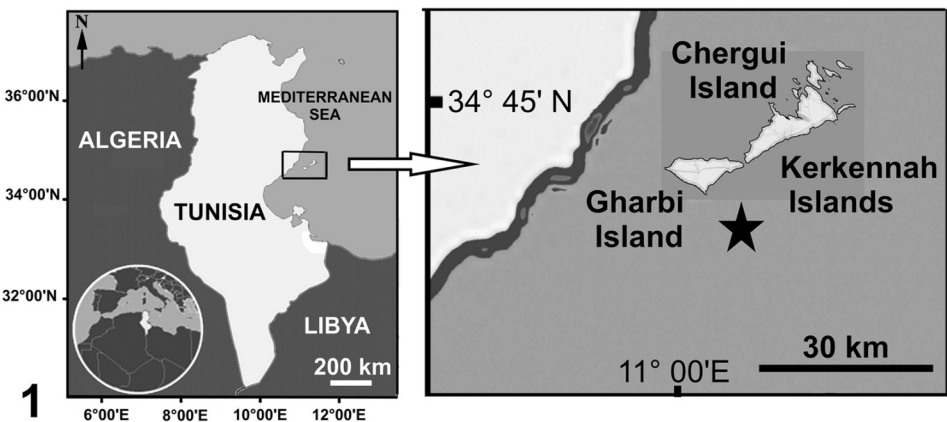 N
36°00'N
34°00'N
32°00'N
ALGERIA
MEDITERRANEAN
SEA
TUNISIA
LIBYA
200 km
6°00'E
8°00'E
10°00'E
12°00'E
1
34° 45' N
Chergui
Island
Kerkennah
Islands
Gharbi
Island
30 km
11° 00'E